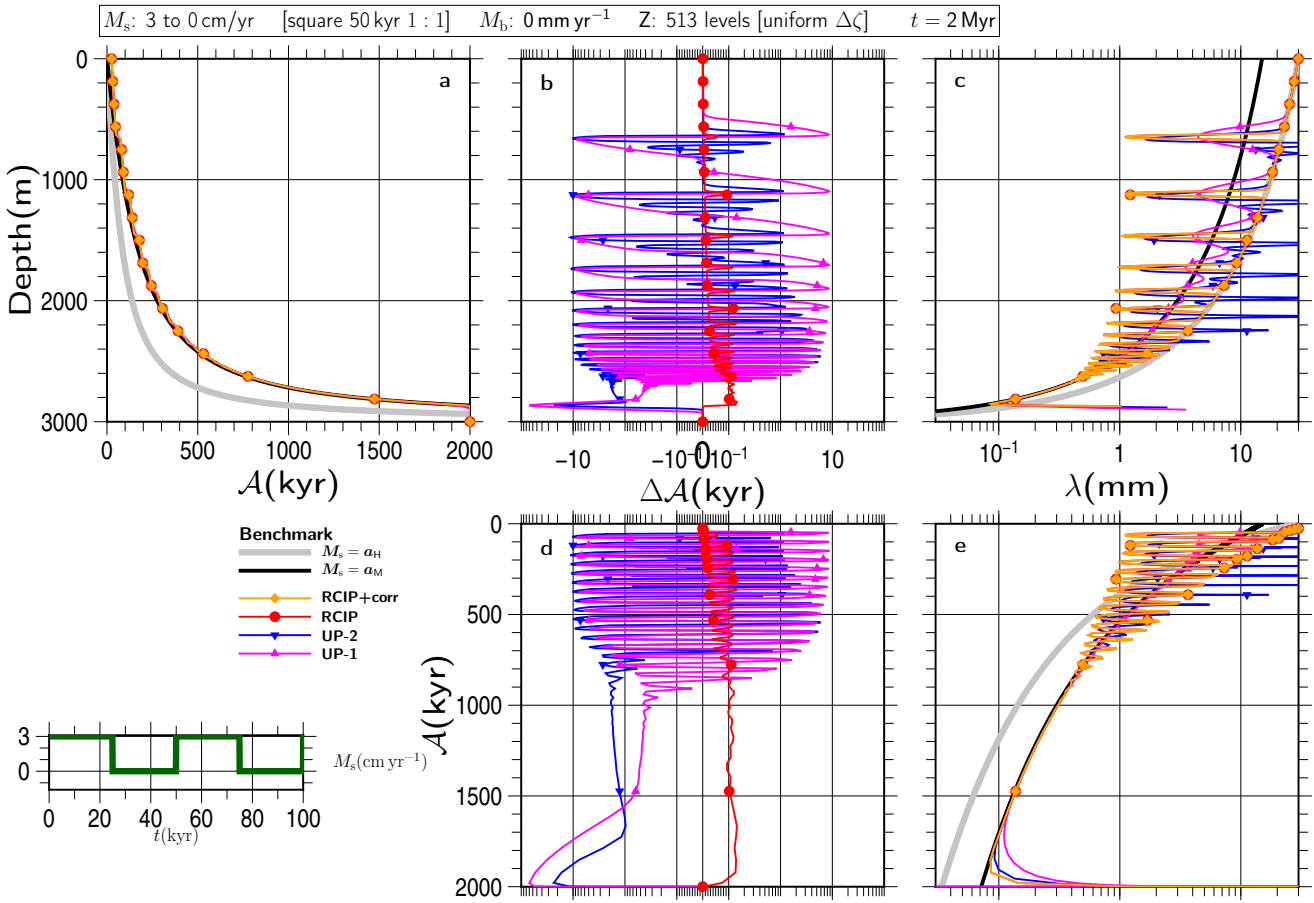 Mₛ: 3 to 0 cm/yr [square 50 kyr 1 : 1] M_b: 0 mm yr⁻¹ Z: 513 levels [uniform Δζ] t = 2 Myr
a b c
0
1000
2000
3000
Depth(m)
0 500 1000 1500 2000
𝒜(kyr)
−10 −10⁻¹ 0 10⁻¹ 10
Δ𝒜(kyr)
10⁻¹ 1 10
λ(mm)
Benchmark
Mₛ = a_H
Mₛ = a_M
RCIP+corr
RCIP
UP-2
UP-1
d e
0
500
1000
1500
2000
𝒜(kyr)
3
0
Mₛ(cm yr⁻¹)
0 20 40 60 80 100
t(kyr)